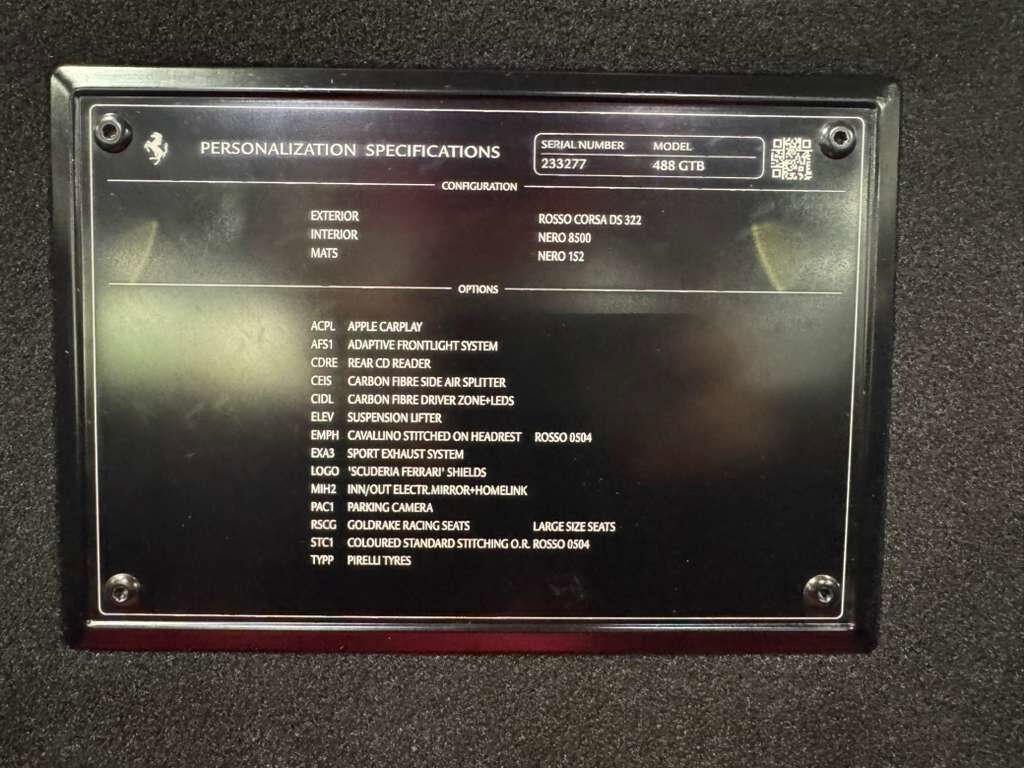 PERSONALIZATION SPECIFICATIONS
SERIAL NUMBER MODEL
233277 488 GTB
CONFIGURATION
EXTERIOR ROSSO CORSA DS 322
INTERIOR NERO 8500
MATS NERO 152
OPTIONS
ACPL APPLE CARPLAY
AFS1 ADAPTIVE FRONTLIGHT SYSTEM
CDRE REAR CD READER
CEIS CARBON FIBRE SIDE AIR SPLITTER
CIDL CARBON FIBRE DRIVER ZONE+LEDS
ELEV SUSPENSION LIFTER
EMPH CAVALLINO STITCHED ON HEADREST ROSSO 0504
EXA3 SPORT EXHAUST SYSTEM
LOGO 'SCUDERIA FERRARI' SHIELDS
MIH2 INN/OUT ELECTR.MIRROR+HOMELINK
PAC1 PARKING CAMERA
RSCG GOLDRAKE RACING SEATS LARGE SIZE SEATS
STC1 COLOURED STANDARD STITCHING O.R. ROSSO 0504
TYPP PIRELLI TYRES